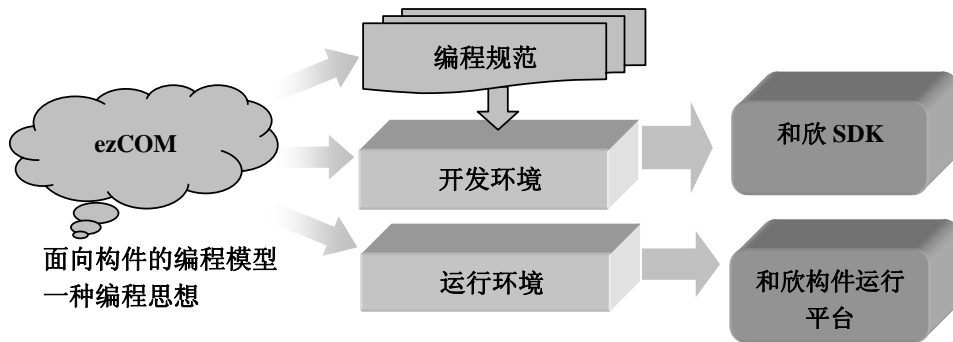 编程规范
ezCOM
开发环境
和欣 SDK
面向构件的编程模型
一种编程思想
运行环境
和欣构件运行
平台